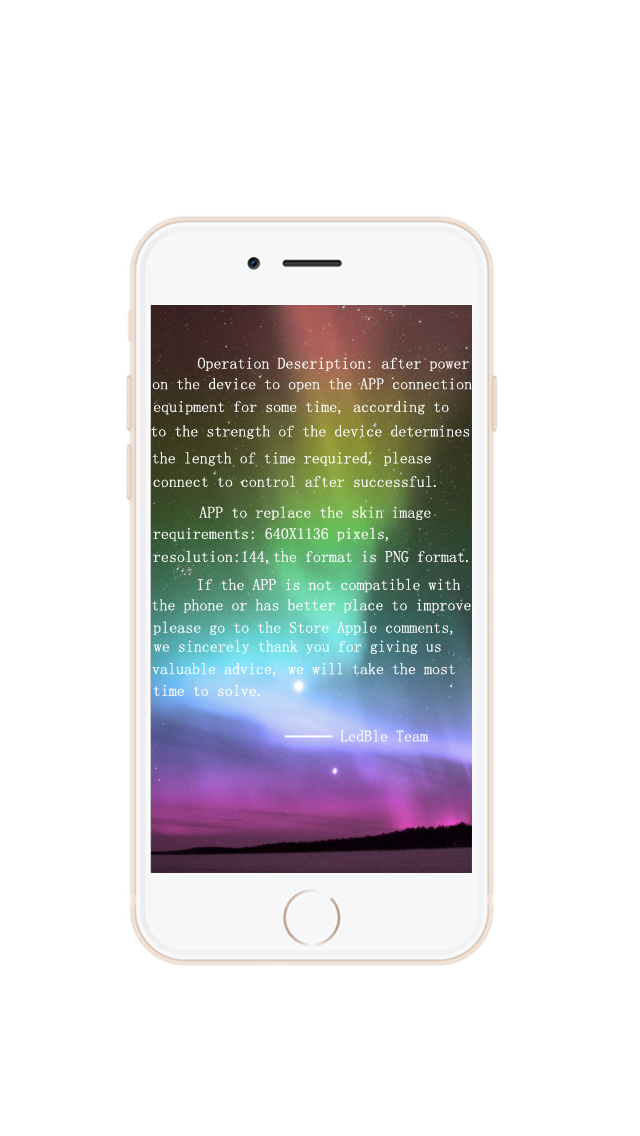 Operation Description: after power
on the device to open the APP connection
equipment for some time, according to
to the strength of the device determines
the length of time required, please
connect to control after successful.
APP to replace the skin image
requirements: 640X1136 pixels,
resolution:144,the format is PNG format.
If the APP is not compatible with
the phone or has better place to improve
please go to the Store Apple comments,
we sincerely thank you for giving us
valuable advice, we will take the most
time to solve.
—— LedBle Team